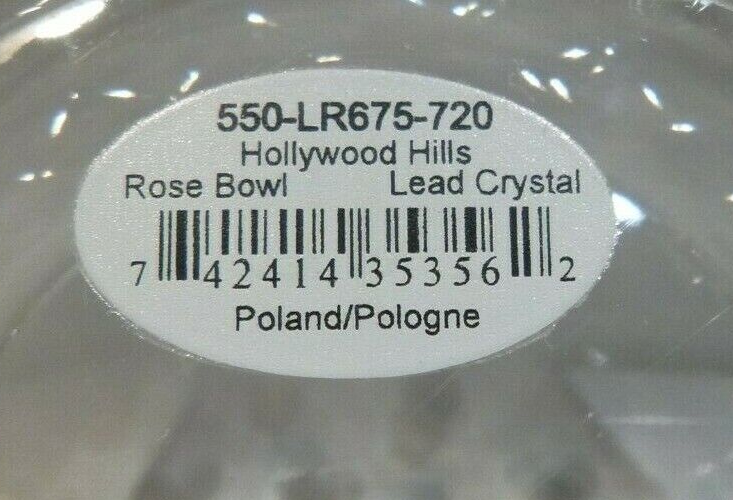 550-LR675-720
Hollywood Hills
Rose Bowl Lead Crystal
7 42414 35356 2
Poland/Pologne